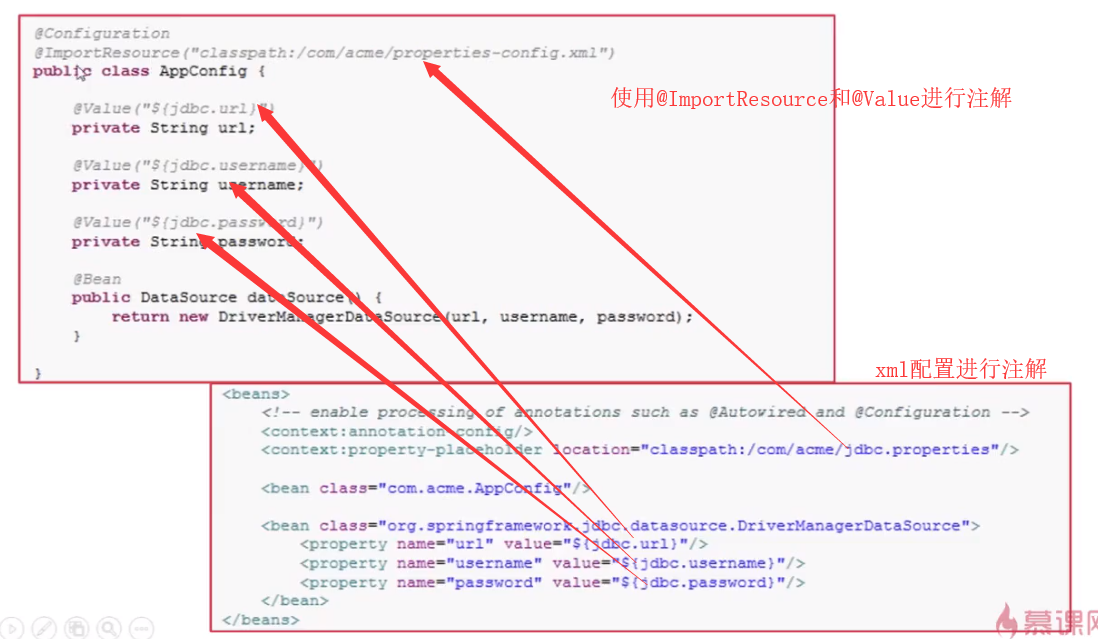 @Configuration
@ImportResource("classpath:/com/acme/properties-config.xml")
public class AppConfig {
@Value("${jdbc.url}")
private String url;
使用@ImportResource和@Value进行注解
@Value("${jdbc.username}")
private String username;
@Value("${jdbc.password}")
private String password;
@Bean
public DataSource dataSource() {
return new DriverManagerDataSource(url, username, password);
}
}
xml配置进行注解
<beans>
<!-- enable processing of annotations such as @Autowired and @Configuration -->
<context:annotation-config/>
<context:property-placeholder location="classpath:/com/acme/jdbc.properties"/>
<bean class="com.acme.AppConfig"/>
<bean class="org.springframework.jdbc.datasource.DriverManagerDataSource">
<property name="url" value="${jdbc.url}"/>
<property name="username" value="${jdbc.username}"/>
<property name="password" value="${jdbc.password}"/>
</bean>
</beans>
慕课网